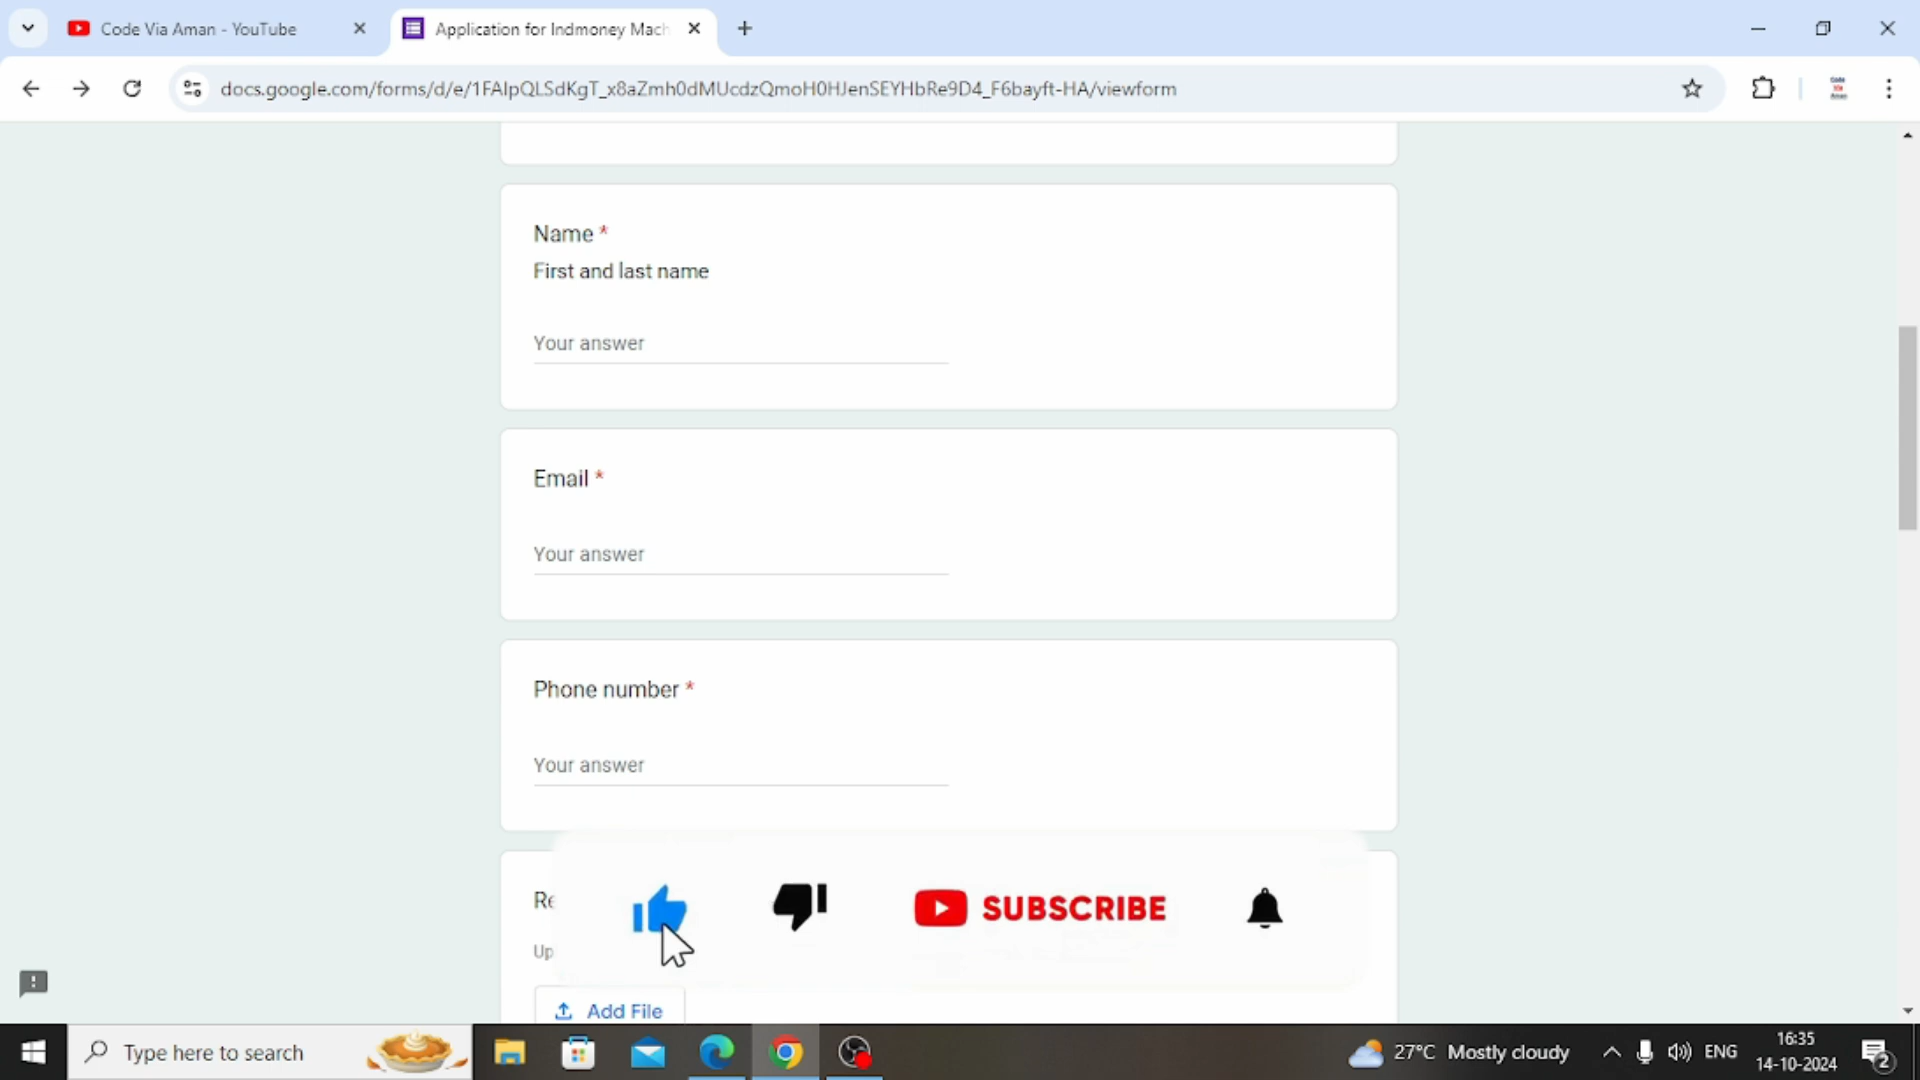 Code Via Aman - YouTube
Application for Indmoney Mach
docs.google.com/forms/d/e/1FAIpQLSdKgT_x8aZmh0dMUcdzQmoH0HJenSEYHbRe9D4_F6bayft-HA/viewform
Name *
First and last name
Your answer
Email *
Your answer
Phone number *
Your answer
Re
SUBSCRIBE
Up
Add File
Type here to search
27°C Mostly cloudy
ENG
16:35
14-10-2024
2